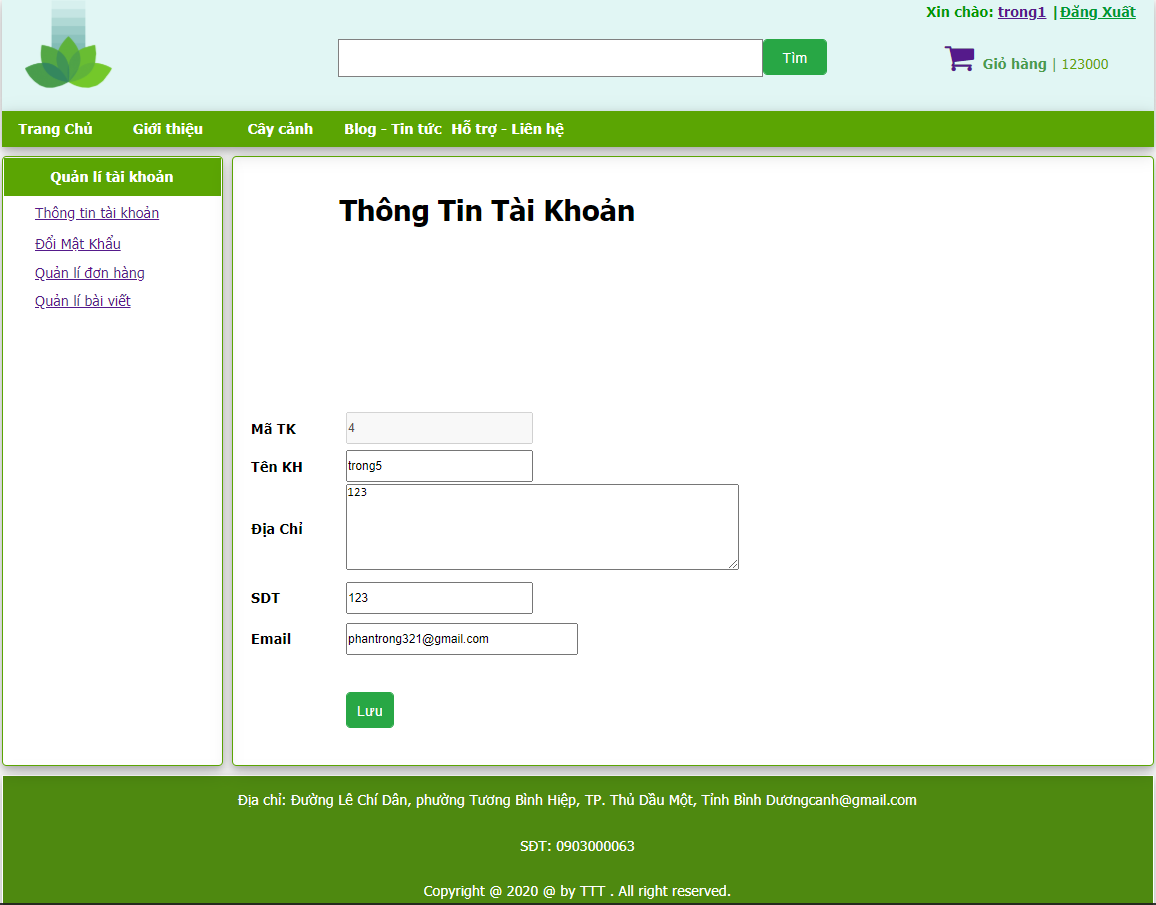 Xin chào: trong1 |Đăng Xuất
Tìm
Giỏ hàng | 123000
Trang Chủ Giới thiệu Cây cảnh Blog - Tin tức Hỗ trợ - Liên hệ
Quản lí tài khoản
Thông tin tài khoản
Đổi Mật Khẩu
Quản lí đơn hàng
Quản lí bài viết
Thông Tin Tài Khoản
Mã TK 4
Tên KH trong5
Địa Chỉ 123
SDT 123
Email phantrong321@gmail.com
Lưu
Địa chỉ: Đường Lê Chí Dân, phường Tương Bình Hiệp, TP. Thủ Dầu Một, Tỉnh Bình Dươngcanh@gmail.com
SĐT: 0903000063
Copyright @ 2020 @ by TTT . All right reserved.